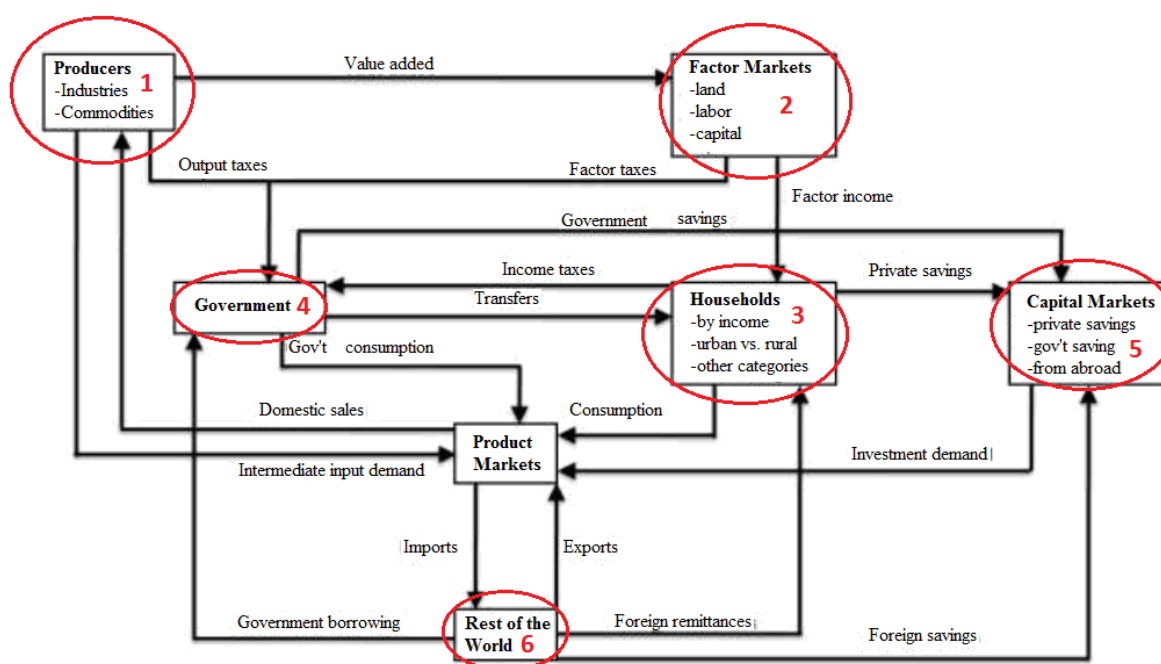 Producers 1
-Industries
-Commodities
Value added
Factor Markets
-land
-labor 2
-capital
Output taxes
Factor taxes
Factor income
Government savings
Income taxes
Private savings
Government 4
Transfers
Households
-by income 3
-urban vs. rural
-other categories
Capital Markets
-private savings
-gov't saving 5
-from abroad
Gov't consumption
Domestic sales
Consumption
Product
Markets
Intermediate input demand
Investment demand
Imports
Exports
Government borrowing
Rest of the
World 6
Foreign remittances
Foreign savings